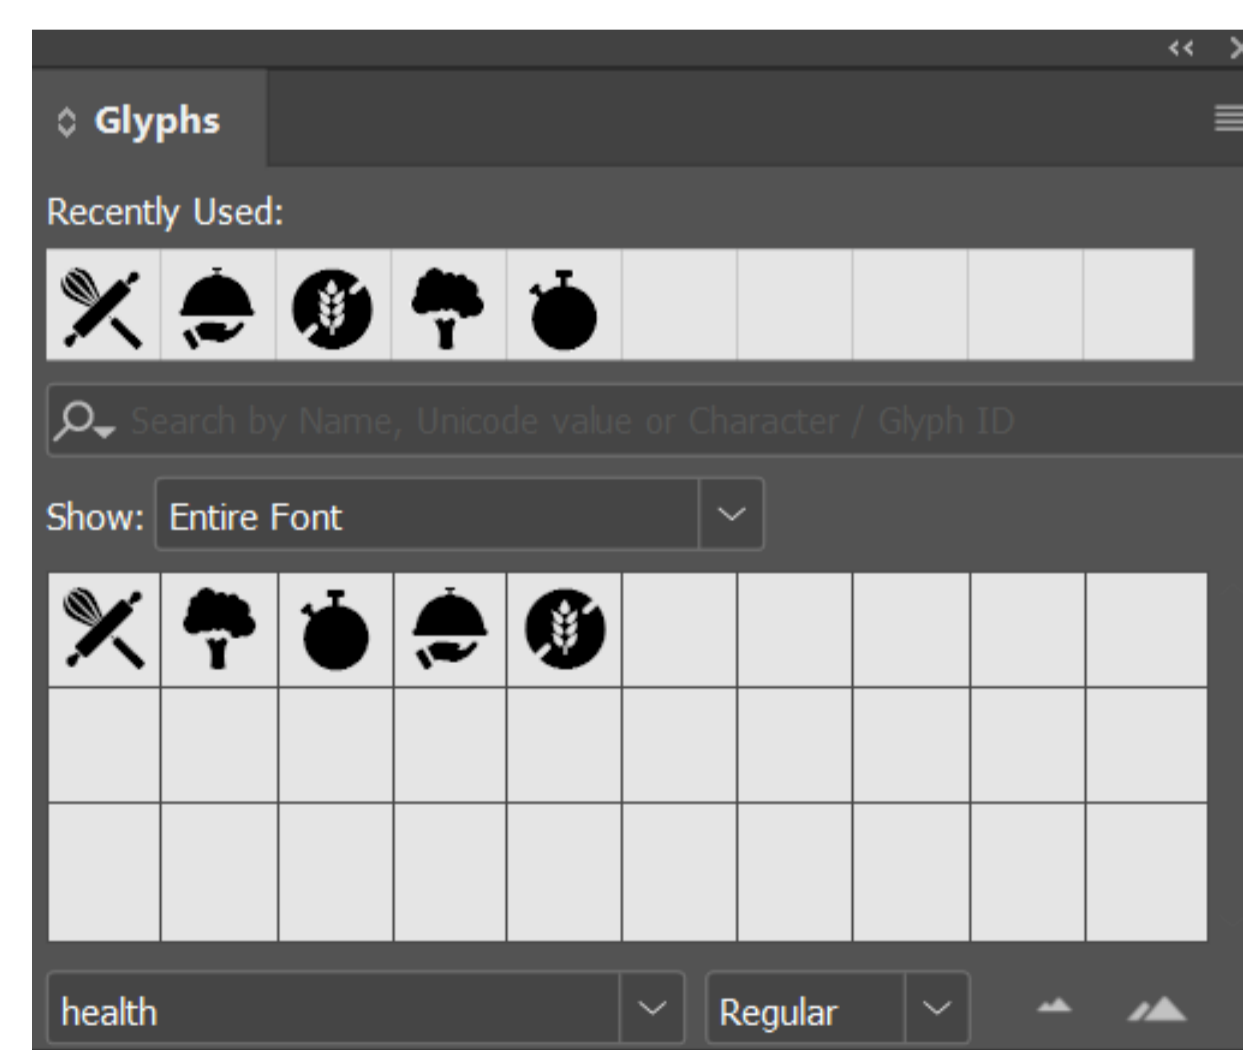 Glyphs
Recently Used:
Search by Name, Unicode value or Character / Glyph ID
Show: Entire Font
health Regular